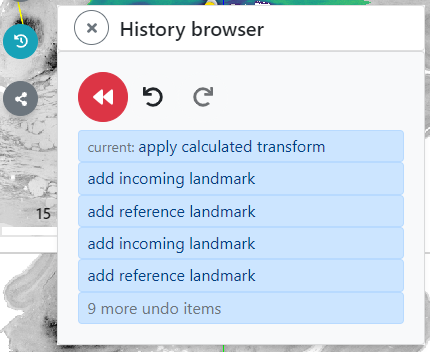 History browser
current: apply calculated transform
add incoming landmark
add reference landmark
15
add incoming landmark
add reference landmark
9 more undo items